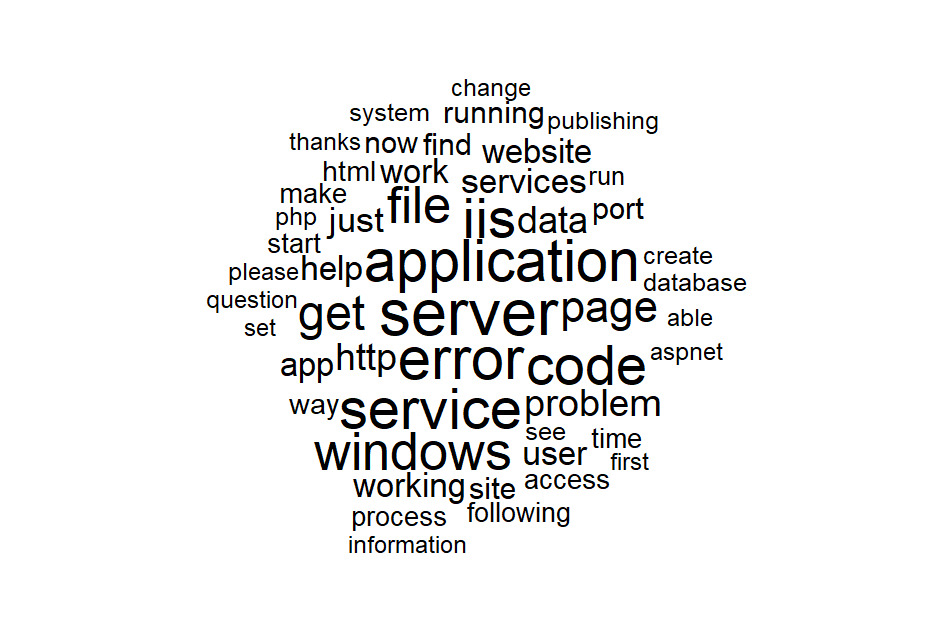 change
system running publishing
thanks now find website
html work services run
make file iis data port
php just
start
please help application create
database
question get server page able
set
app http error code aspnet
way service problem
see time
windows user first
working site access
process following
information